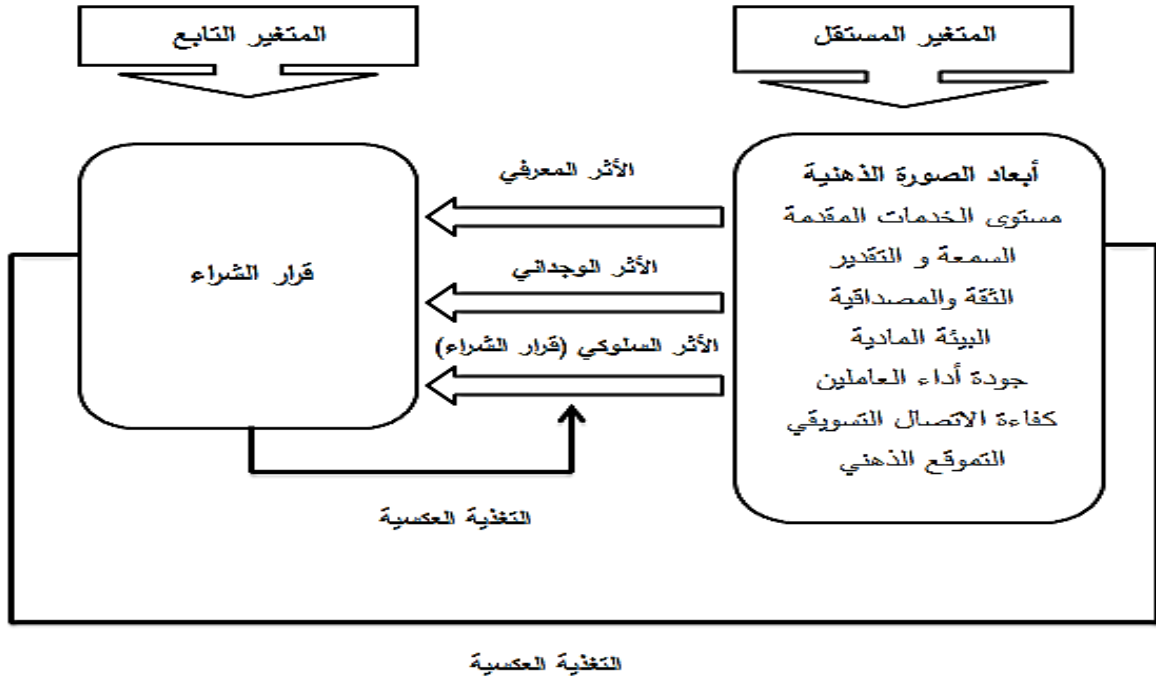 المتغير المستقل
المتغير التابع
أبعاد الصورة الذهنية
مستوى الخدمات المقدمة
السمعة و التقدير
الثقة والمصداقية
البيئة المادية
جودة أداء العاملين
كفاءة الاتصال التسويقي
التموقع الذهني
الأثر المعرفي
الأثر الوجداني
الأثر السلوكي (قرار الشراء)
قرار الشراء
التغذية العكسية
التغذية العكسية